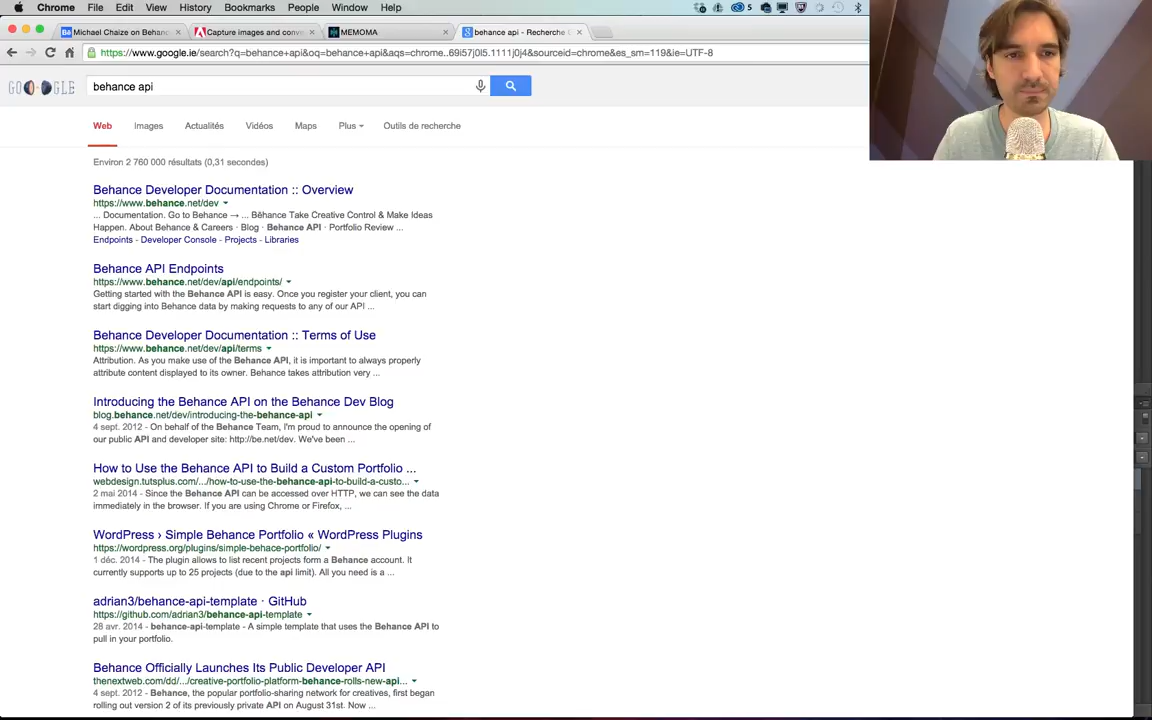 Chrome File Edit View History Bookmarks People Window Help
5
Michael Chaize on Behan
Capture images and conve
MEMOMA
behance api - Recherche
https://www.google.ie/search?q=behance+api&oq=behance+api&aqs=chrome..69i57j0l5.1111j0j4&sourceid=chrome&es_sm=119&ie=UTF-8
GOOGLE
behance api
Web Images Actualités Vidéos Maps Plus Outils de recherche
Environ 2 760 000 résultats (0,31 secondes)
Behance Developer Documentation :: Overview
https://www.behance.net/dev
... Documentation. Go to Behance → ... Bēhance Take Creative Control & Make Ideas
Happen. About Behance & Careers · Blog · Behance API · Portfolio Review ...
Endpoints - Developer Console - Projects - Libraries
Behance API Endpoints
https://www.behance.net/dev/api/endpoints/
Getting started with the Behance API is easy. Once you register your client, you can
start digging into Behance data by making requests to any of our API ...
Behance Developer Documentation :: Terms of Use
https://www.behance.net/dev/api/terms
Attribution. As you make use of the Behance API, it is important to always properly
attribute content displayed to its owner. Behance takes attribution very ...
Introducing the Behance API on the Behance Dev Blog
blog.behance.net/dev/introducing-the-behance-api
4 sept. 2012 - On behalf of the Behance Team, I'm proud to announce the opening of
our public API and developer site: http://be.net/dev. We've been ...
How to Use the Behance API to Build a Custom Portfolio ...
webdesign.tutsplus.com/.../how-to-use-the-behance-api-to-build-a-custo...
2 mai 2014 - Since the Behance API can be accessed over HTTP, we can see the data
immediately in the browser. If you are using Chrome or Firefox, ...
WordPress › Simple Behance Portfolio « WordPress Plugins
https://wordpress.org/plugins/simple-behace-portfolio/
1 déc. 2014 - The plugin allows to list recent projects form a Behance account. It
currently supports up to 25 projects (due to the api limit). All you need is a ...
adrian3/behance-api-template · GitHub
https://github.com/adrian3/behance-api-template
28 avr. 2014 - behance-api-template - A simple template that uses the Behance API to
pull in your portfolio.
Behance Officially Launches Its Public Developer API
thenextweb.com/dd/.../creative-portfolio-platform-behance-rolls-new-api...
4 sept. 2012 - Behance, the popular portfolio-sharing network for creatives, first began
rolling out version 2 of its previously private API on August 31st. Now ...